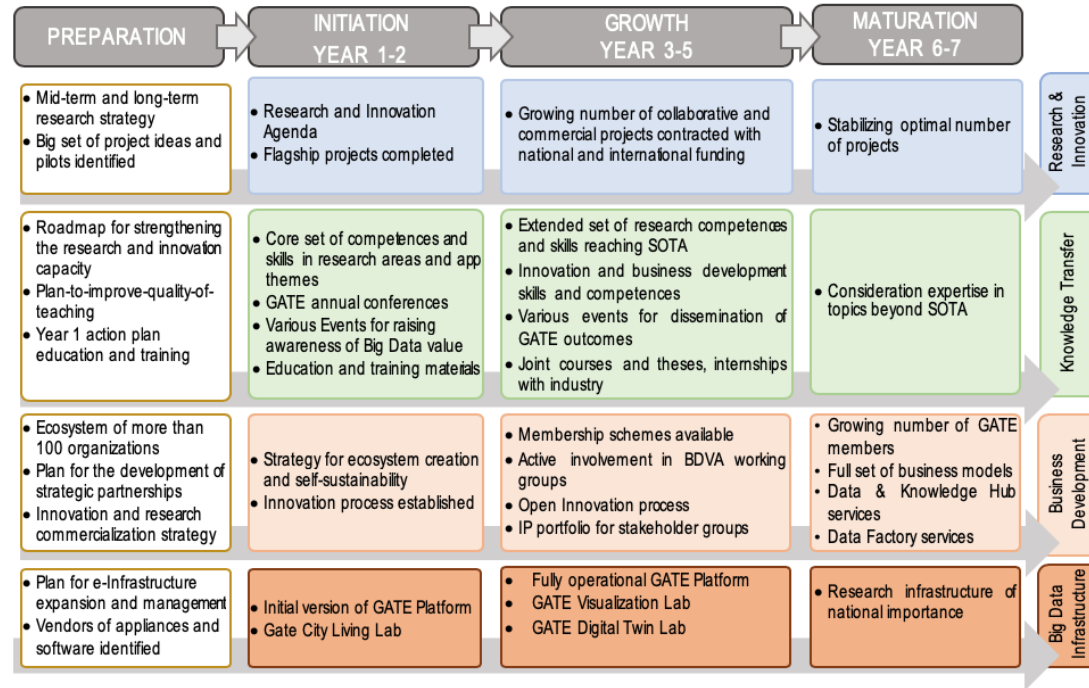 PREPARATION
INITIATION
YEAR 1-2
GROWTH
YEAR 3-5
MATURATION
YEAR 6-7
• Mid-term and long-term
research strategy
• Big set of project ideas and
pilots identified
• Research and Innovation
Agenda
• Flagship projects completed
• Growing number of collaborative and
commercial projects contracted with
national and international funding
• Stabilizing optimal number
of projects
Research &
Innovation
• Roadmap for strengthening
the research and innovation
capacity
• Plan-to-improve-quality-of-
teaching
• Year 1 action plan
education and training
• Core set of competences and
skills in research areas and app
themes
• GATE annual conferences
• Various Events for raising
awareness of Big Data value
• Education and training materials
• Extended set of research competences
and skills reaching SOTA
• Innovation and business development
skills and competences
• Various events for dissemination of
GATE outcomes
• Joint courses and theses, internships
with industry
• Consideration expertise in
topics beyond SOTA
Knowledge Transfer
• Ecosystem of more than
100 organizations
• Plan for the development of
strategic partnerships
• Innovation and research
commercialization strategy
• Strategy for ecosystem creation
and self-sustainability
• Innovation process established
• Membership schemes available
• Active involvement in BDVA working
groups
• Open Innovation process
• IP portfolio for stakeholder groups
• Growing number of GATE
members
• Full set of business models
• Data & Knowledge Hub
services
• Data Factory services
Business
Development
• Plan for e-Infrastructure
expansion and management
• Vendors of appliances and
software identified
• Initial version of GATE Platform
• Gate City Living Lab
• Fully operational GATE Platform
• GATE Visualization Lab
• GATE Digital Twin Lab
• Research infrastructure of
national importance
Big Data
Infrastructure